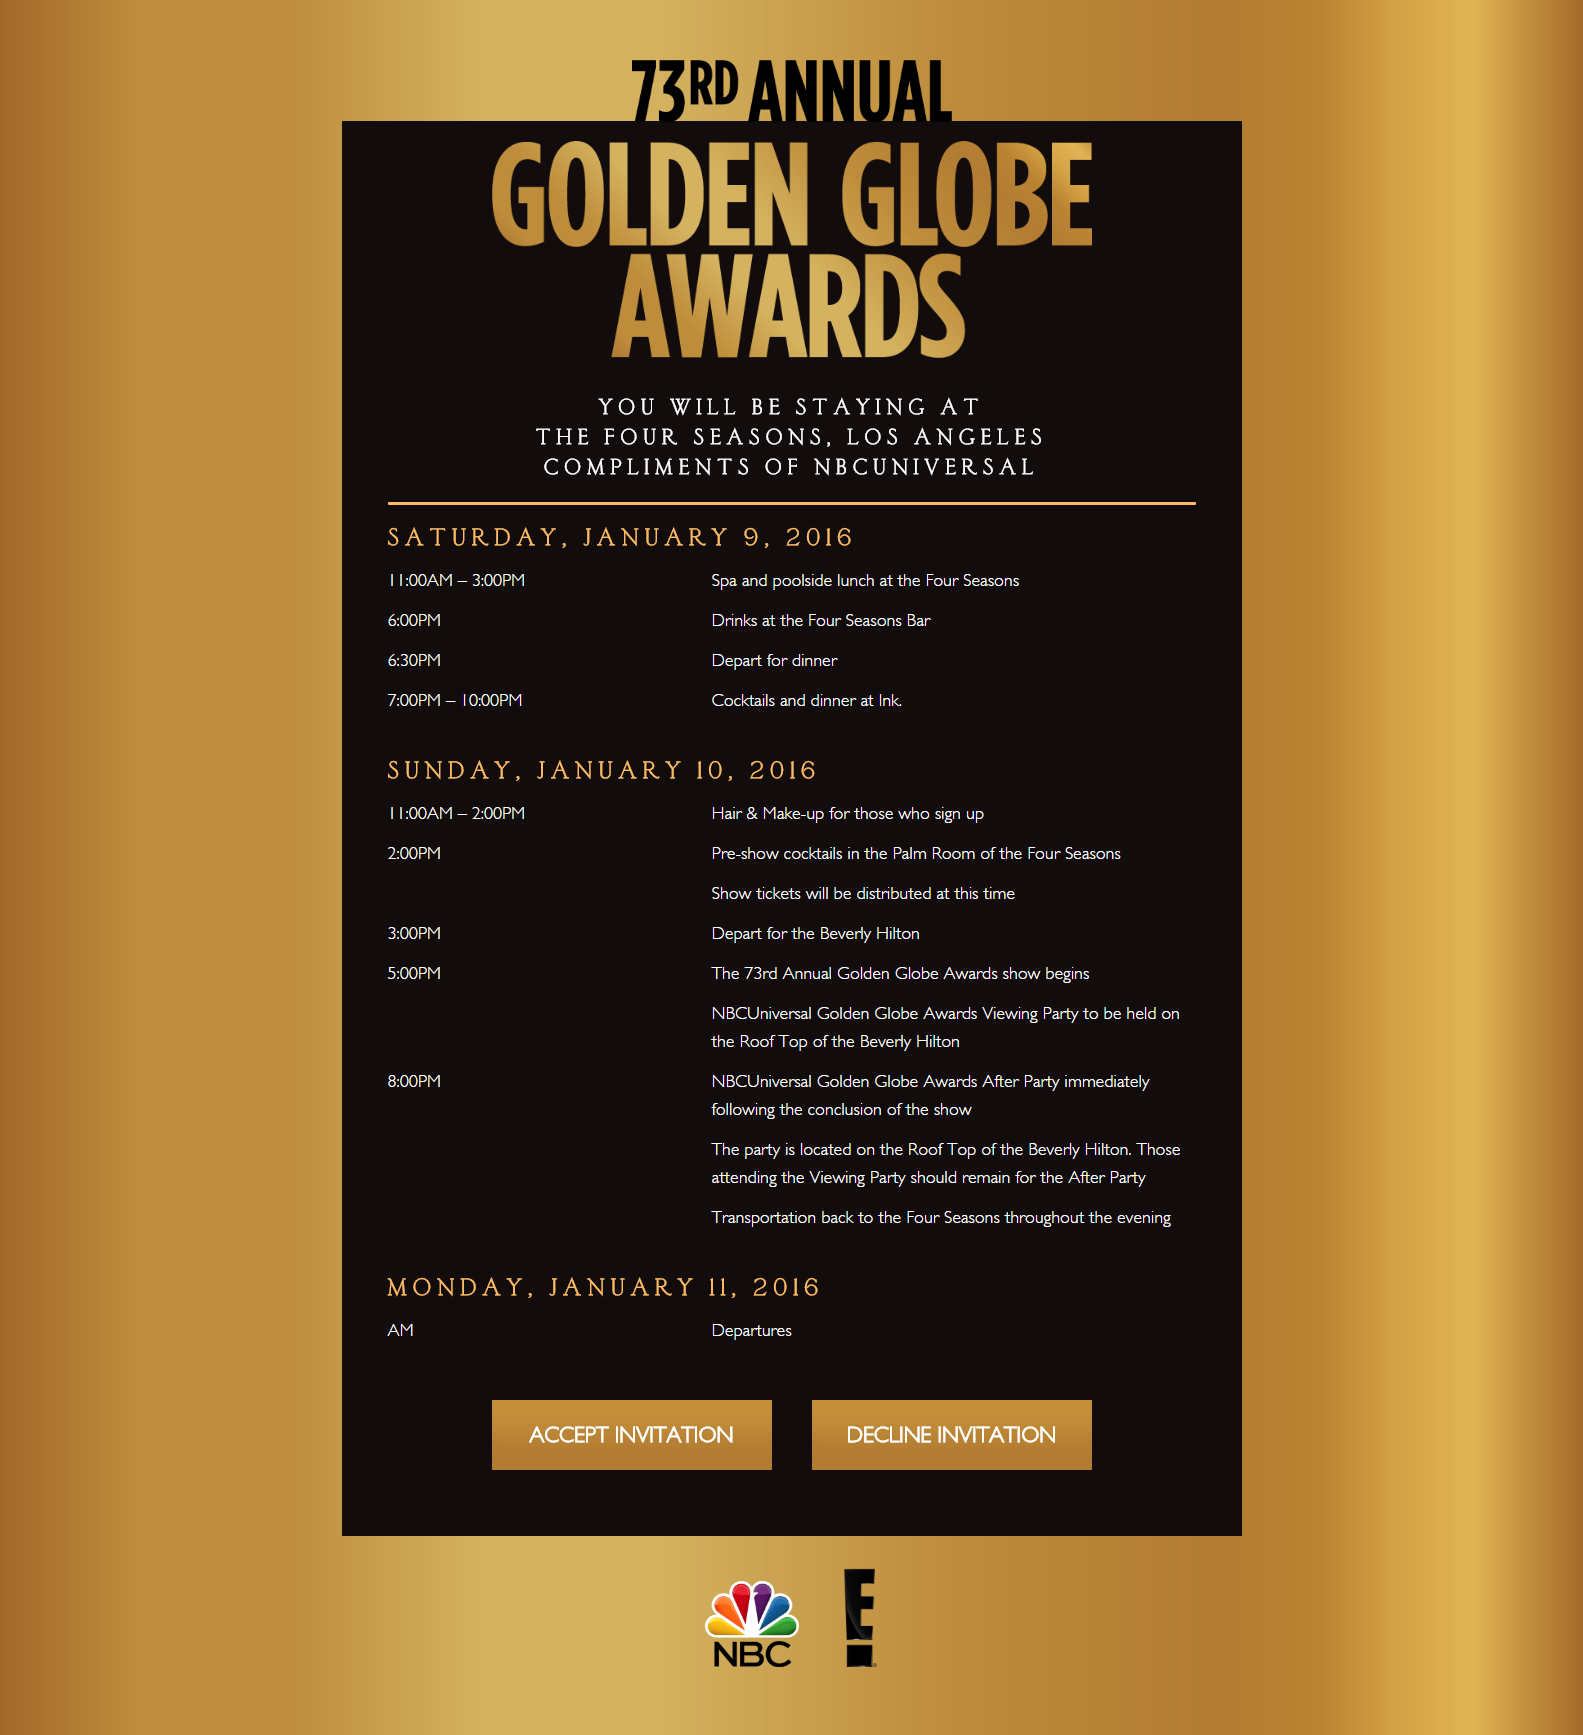 73RD ANNUAL
GOLDEN GLOBE
AWARDS
YOU WILL BE STAYING AT
THE FOUR SEASONS, LOS ANGELES
COMPLIMENTS OF NBCUNIVERSAL
SATURDAY, JANUARY 9, 2016
11:00AM – 3:00PM Spa and poolside lunch at the Four Seasons
6:00PM Drinks at the Four Seasons Bar
6:30PM Depart for dinner
7:00PM – 10:00PM Cocktails and dinner at Ink.
SUNDAY, JANUARY 10, 2016
11:00AM – 2:00PM Hair & Make-up for those who sign up
2:00PM Pre-show cocktails in the Palm Room of the Four Seasons
Show tickets will be distributed at this time
3:00PM Depart for the Beverly Hilton
5:00PM The 73rd Annual Golden Globe Awards show begins
NBCUniversal Golden Globe Awards Viewing Party to be held on
the Roof Top of the Beverly Hilton
8:00PM NBCUniversal Golden Globe Awards After Party immediately
following the conclusion of the show
The party is located on the Roof Top of the Beverly Hilton. Those
attending the Viewing Party should remain for the After Party
Transportation back to the Four Seasons throughout the evening
MONDAY, JANUARY 11, 2016
AM Departures
ACCEPT INVITATION DECLINE INVITATION
NBC E!